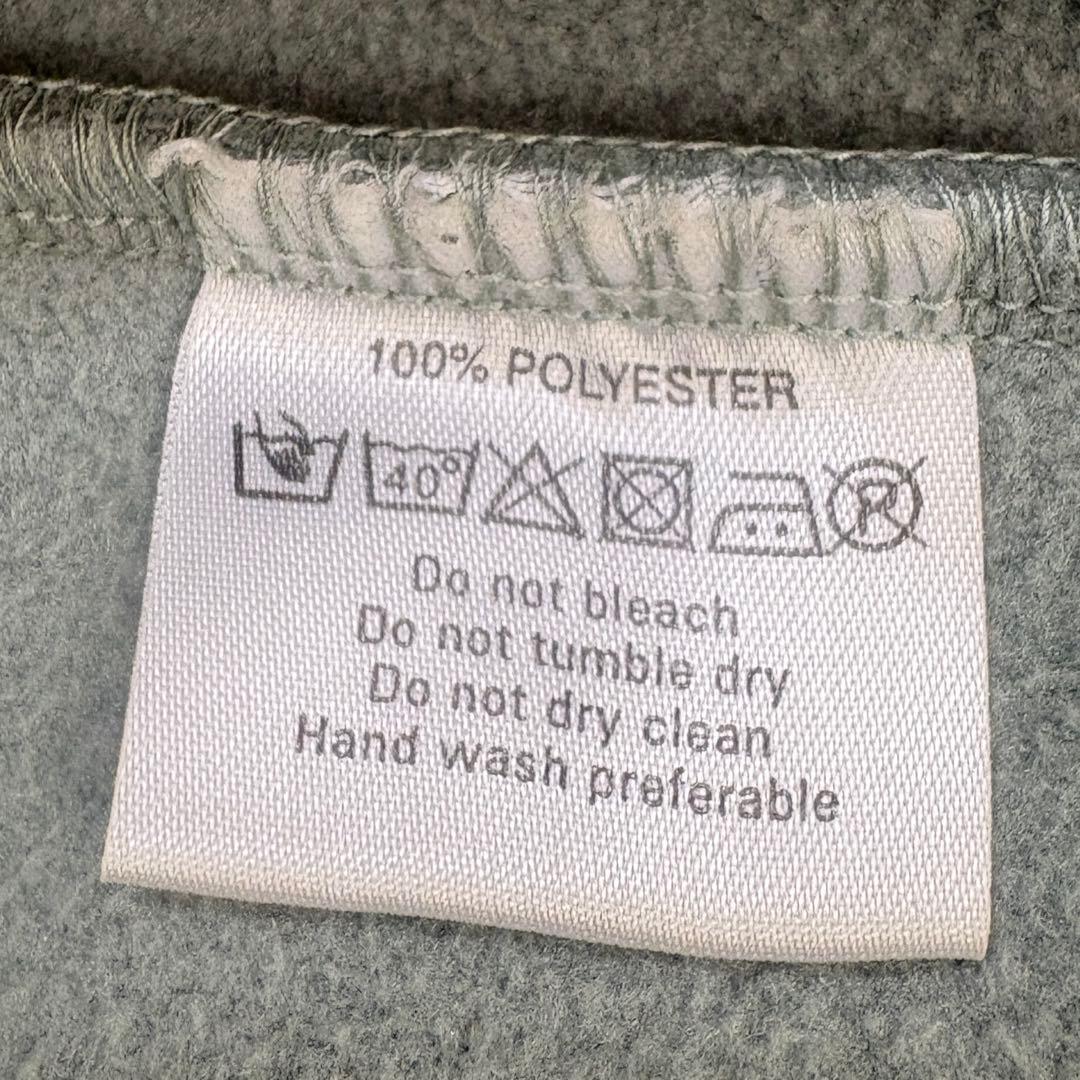 100% POLYESTER
40° P
Do not bleach
Do not tumble dry
Do not dry clean
Hand wash preferable